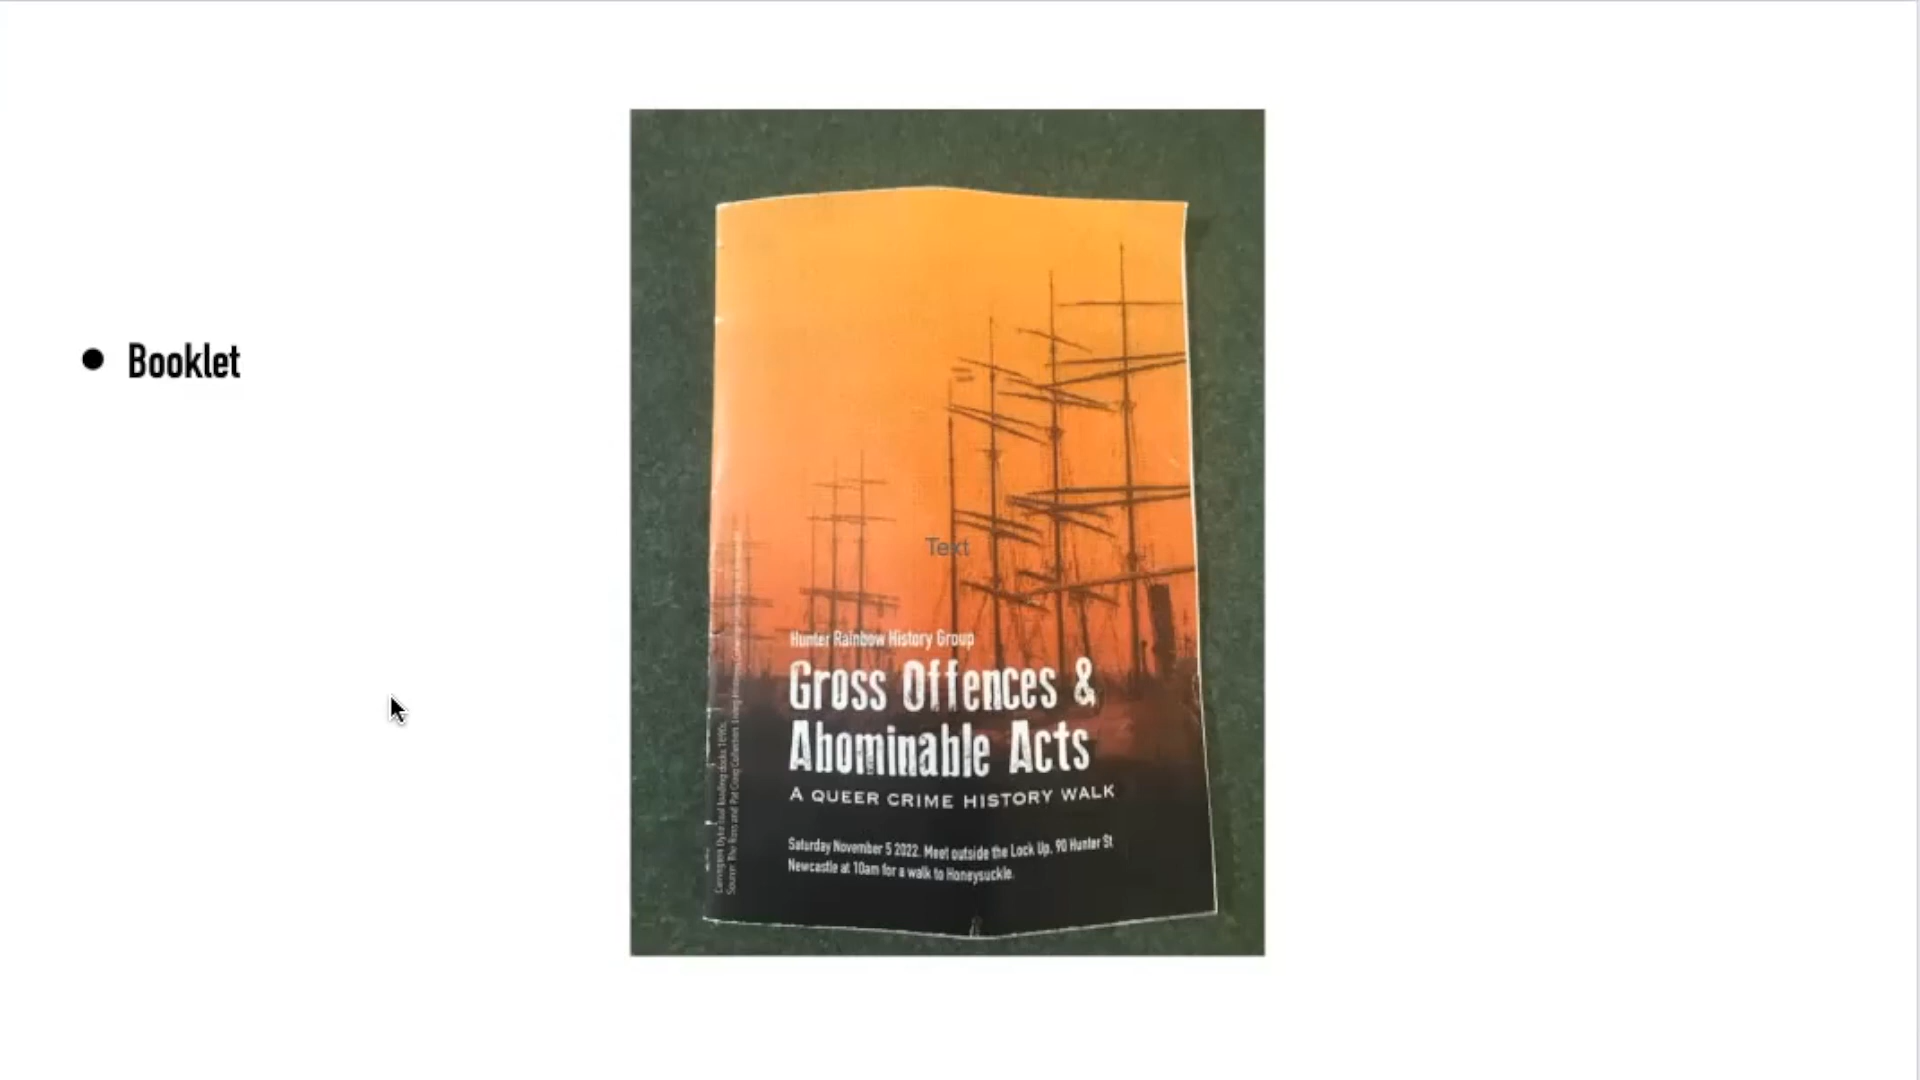 Booklet
Text
Hunter Rainbow History Group
Gross Offences &
Abominable Acts
A QUEER CRIME HISTORY WALK
Saturday November 5 2022. Meet outside the Lock Up, 90 Hunter St
Newcastle at 10am for a walk to Honeysuckle.